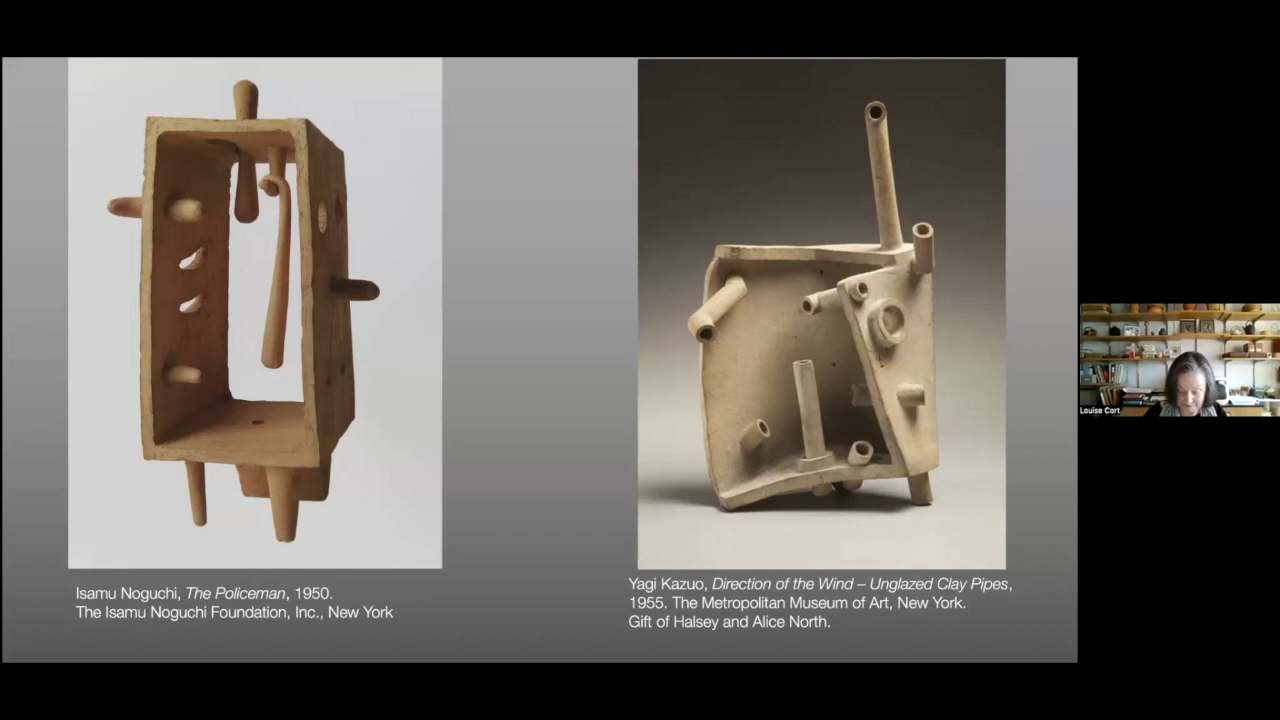 Isamu Noguchi, The Policeman, 1950.
The Isamu Noguchi Foundation, Inc., New York
Yagi Kazuo, Direction of the Wind – Unglazed Clay Pipes,
1955. The Metropolitan Museum of Art, New York.
Gift of Halsey and Alice North.
Louise Cort